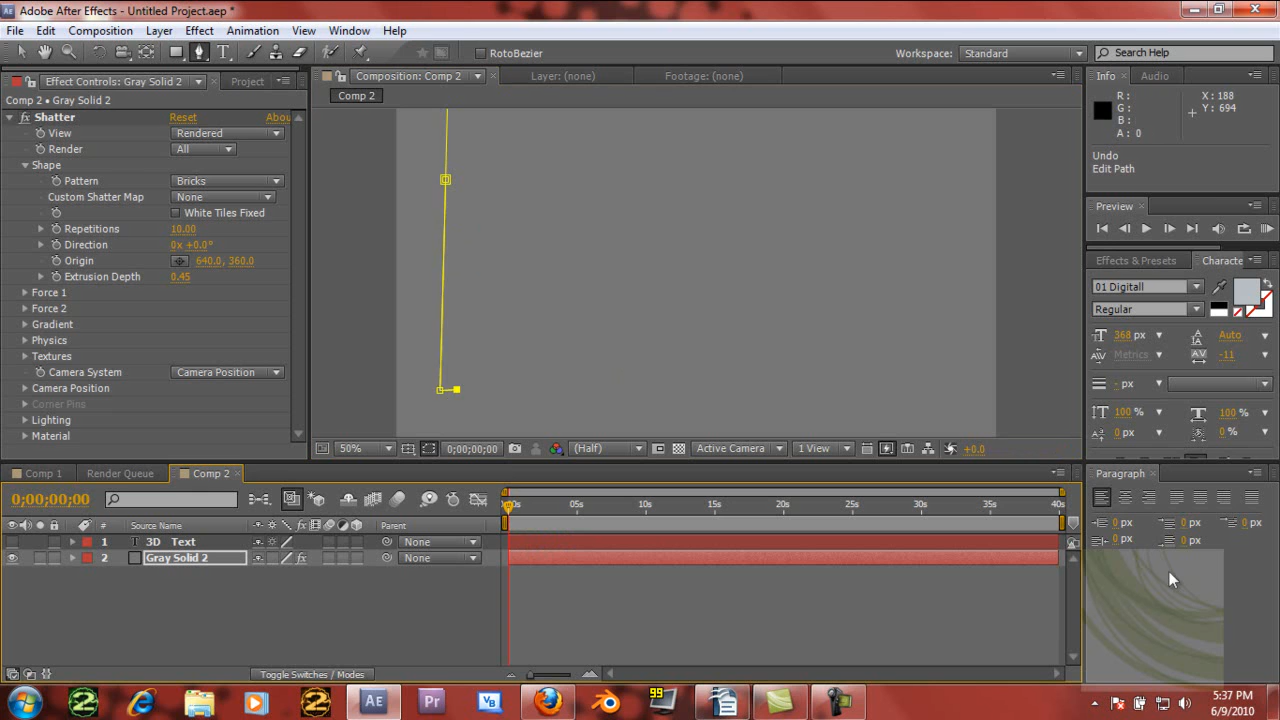 Adobe After Effects - Untitled Project.aep *
File Edit Composition Layer Effect Animation View Window Help
RotoBezier
Workspace: Standard
Search Help
Effect Controls: Gray Solid 2
Project
Composition: Comp 2
Layer: (none)
Footage: (none)
Info
Audio
Comp 2 • Gray Solid 2
Comp 2
R :
G :
B :
A : 0
X : 188
Y : 694
Undo
Edit Path
Shatter Reset Abou
View Rendered
Render All
Shape
Pattern Bricks
Custom Shatter Map None
White Tiles Fixed
Repetitions 10.00
Direction 0x +0.0°
Origin 640.0, 360.0
Extrusion Depth 0.45
Force 1
Force 2
Gradient
Physics
Textures
Camera System Camera Position
Camera Position
Corner Pins
Lighting
Material
Preview
Effects & Presets
Characte
01 Digitall
Regular
368 px Auto
Metrics -11
- px
100 % 100 %
0 px 0 %
50% 0;00;00;00 (Half) Active Camera 1 View +0.0
Comp 1
Render Queue
Comp 2
Paragraph
0;00;00;00
05s 10s 15s 20s 25s 30s 35s 40s
# Source Name Parent
1 T 3D Text None
2 Gray Solid 2 None
0 px 0 px 0 px
0 px 0 px
Toggle Switches / Modes
2
Ae
Pr
VB
2
99
5:37 PM
6/9/2010